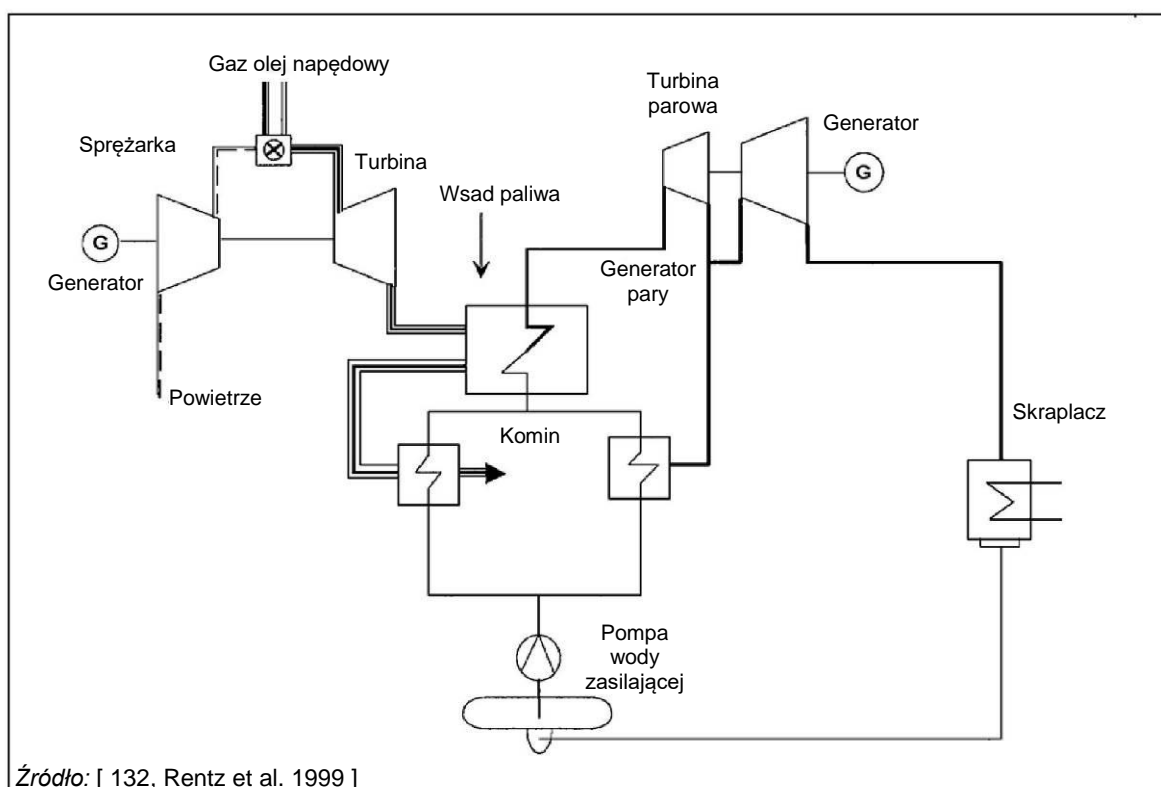 Gaz olej napędowy
Turbina
parowa
Generator
Sprężarka
Turbina
Wsad paliwa
G
G
Generator
Generator
pary
Powietrze
Komin
Skraplacz
Pompa
wody
zasilającej
Źródło: [ 132, Rentz et al. 1999 ]